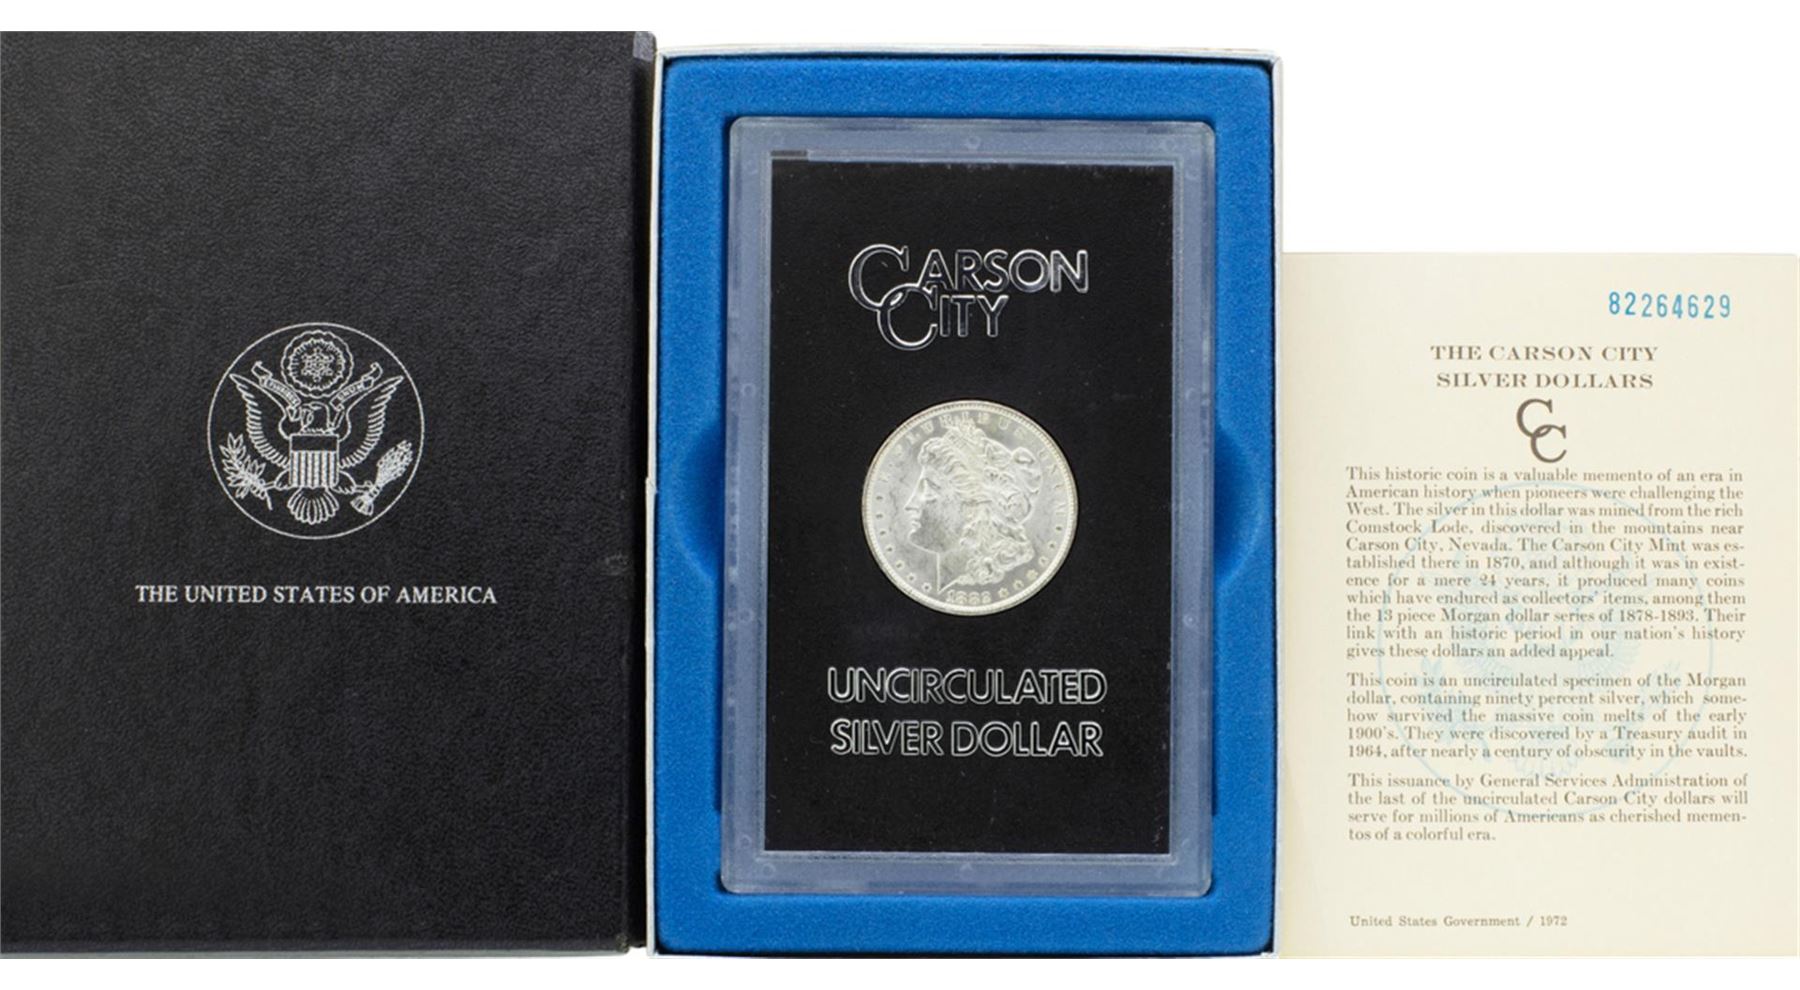 THE UNITED STATES OF AMERICA
CARSON
CITY
E·PLURIBUS·UNUM
1882
UNCIRCULATED
SILVER DOLLAR
82264629
THE CARSON CITY
SILVER DOLLARS
CC
This historic coin is a valuable memento of an era in
American history when pioneers were challenging the
West. The silver in this dollar was mined from the rich
Comstock Lode, discovered in the mountains near
Carson City, Nevada. The Carson City Mint was es-
tablished there in 1870, and although it was in exist-
ence for a mere 24 years, it produced many coins
which have endured as collectors' items, among them
the 13 piece Morgan dollar series of 1878-1893. Their
link with an historic period in our nation's history
gives these dollars an added appeal.
This coin is an uncirculated specimen of the Morgan
dollar, containing ninety percent silver, which some-
how survived the massive coin melts of the early
1900's. They were discovered by a Treasury audit in
1964, after nearly a century of obscurity in the vaults.
This issuance by General Services Administration of
the last of the uncirculated Carson City dollars will
serve for millions of Americans as cherished memen-
tos of a colorful era.
United States Government / 1972